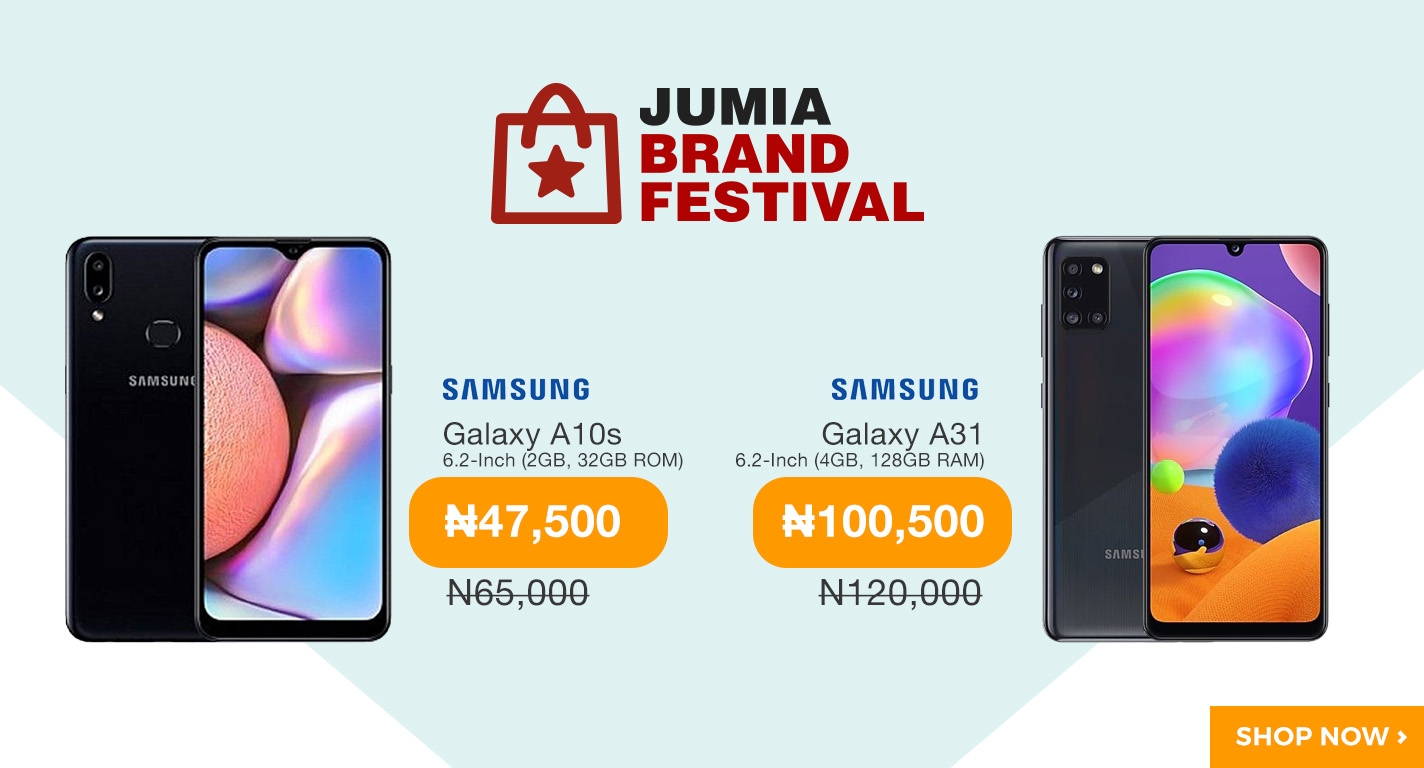 JUMIA
BRAND
FESTIVAL
SAMSUNG
SAMSUNG
Galaxy A10s
6.2-Inch (2GB, 32GB ROM)
₦47,500
N65,000
SAMSUNG
Galaxy A31
6.2-Inch (4GB, 128GB RAM)
₦100,500
N120,000
SAMS
SHOP NOW ›